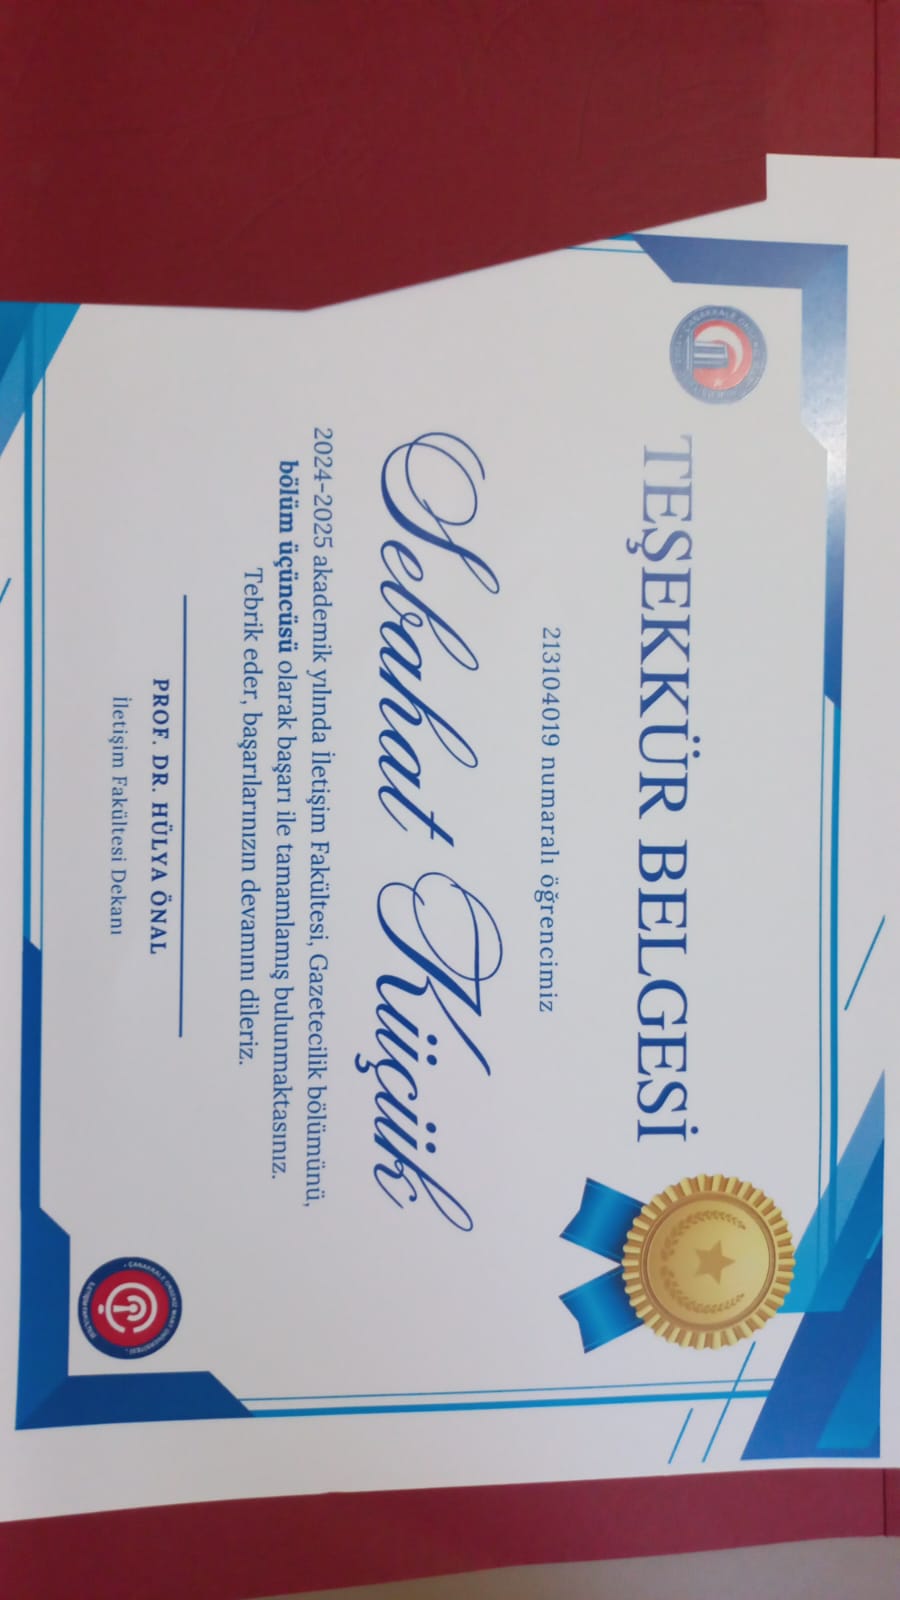 TEŞEKKÜR BELGESİ
213104019 numaralı öğrencimiz
Sebahat Küçük
2024-2025 akademik yılında İletişim Fakültesi, Gazetecilik bölümünü,
bölüm üçüncüsü olarak başarı ile tamamlamış bulunmaktasınız.
Tebrik eder, başarılarınızın devamını dileriz.
PROF. DR. HÜLYA ÖNAL
İletişim Fakültesi Dekanı